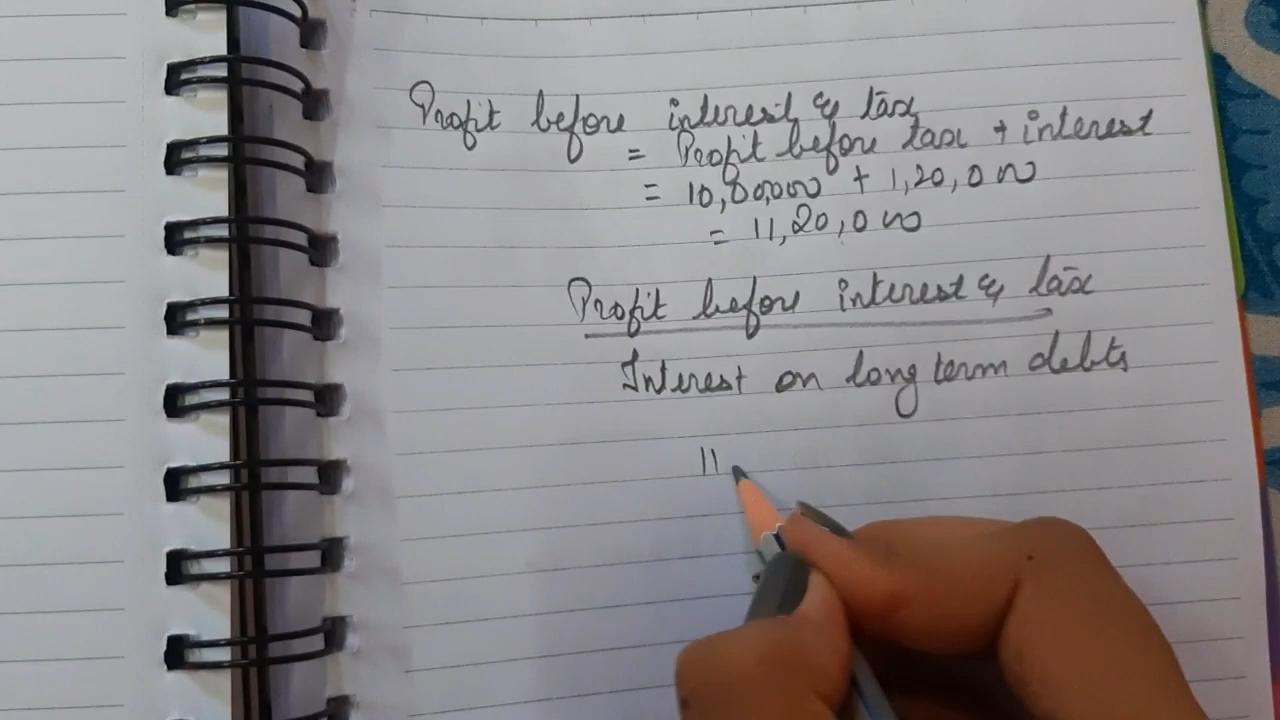 Profit before interest & tax
= Profit before tax + interest
= 10,00,000 + 1,20,000
= 11,20,000
Profit before interest & tax
Interest on long term debts
11